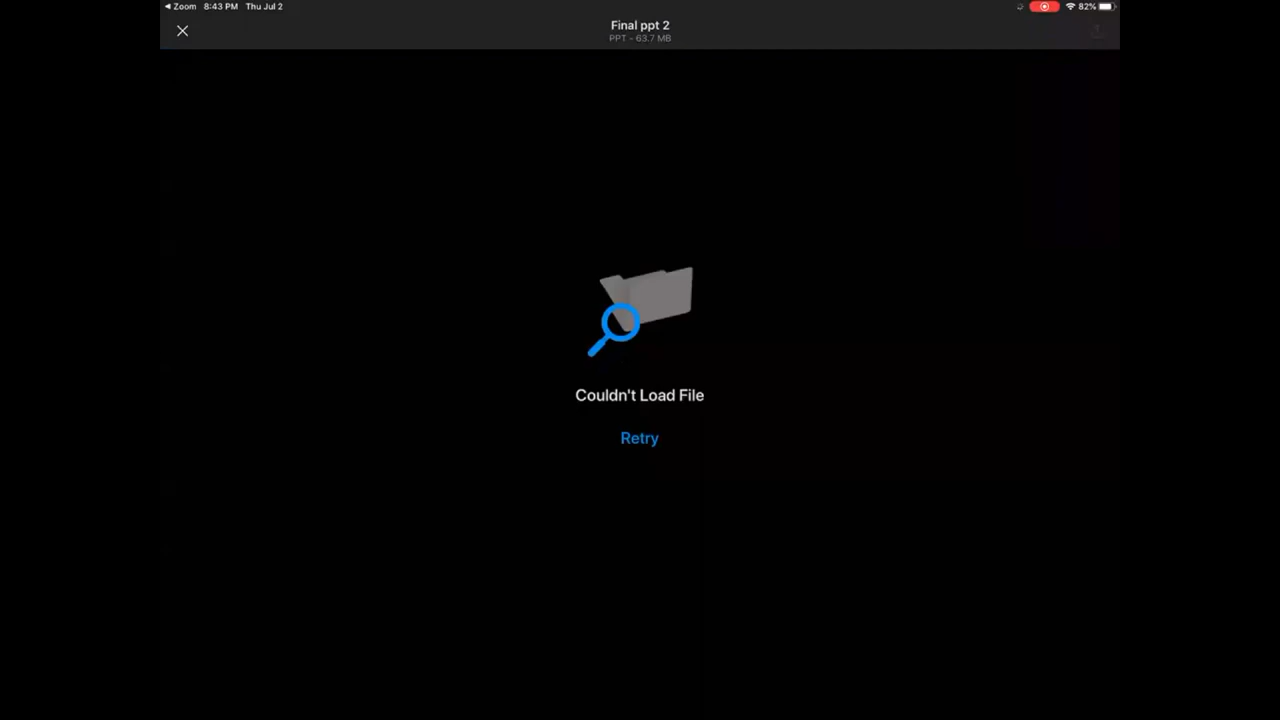 ◀ Zoom 8:43 PM Thu Jul 2
82%
Final ppt 2
PPT - 63.7 MB
Couldn't Load File
Retry